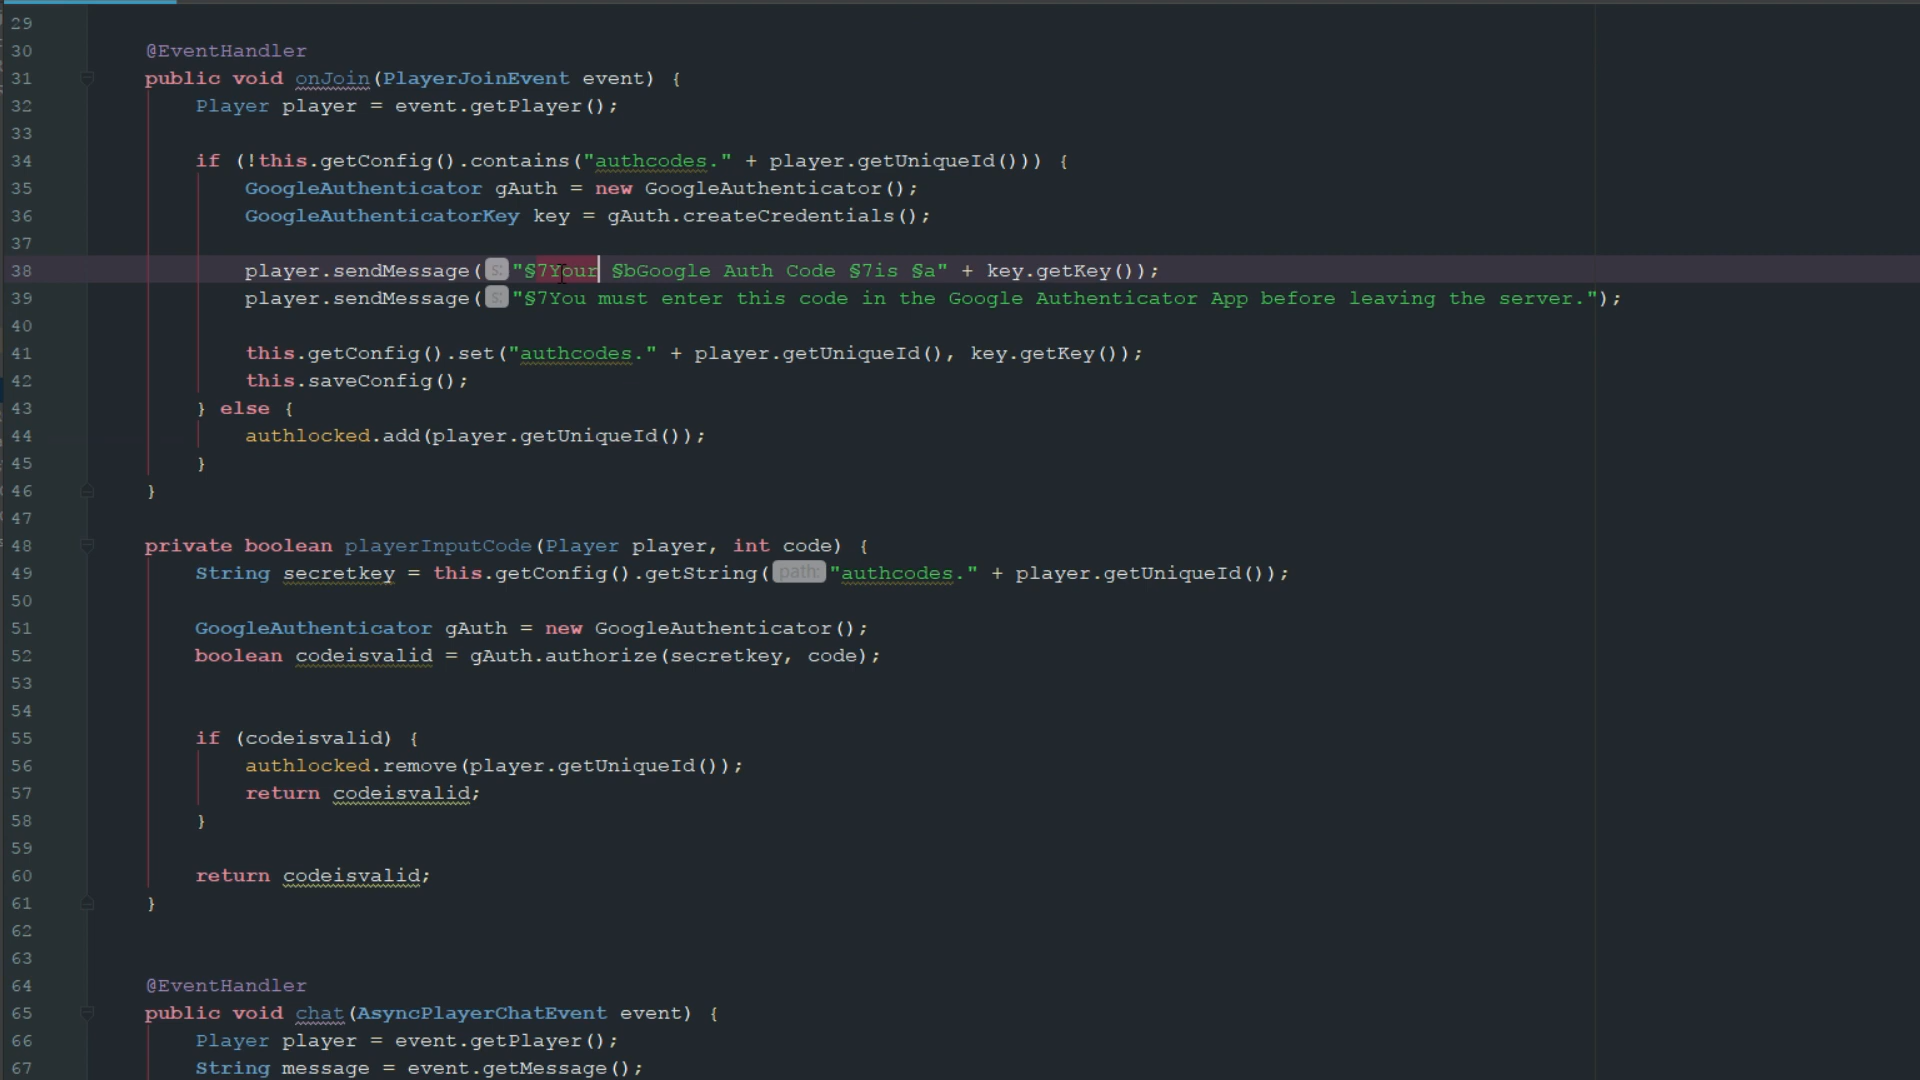 29
30 @EventHandler
31 public void onJoin(PlayerJoinEvent event) {
32 Player player = event.getPlayer();
33
34 if (!this.getConfig().contains("authcodes." + player.getUniqueId())) {
35 GoogleAuthenticator gAuth = new GoogleAuthenticator();
36 GoogleAuthenticatorKey key = gAuth.createCredentials();
37
38 player.sendMessage( s: "§7Your §bGoogle Auth Code §7is §a" + key.getKey());
39 player.sendMessage( s: "§7You must enter this code in the Google Authenticator App before leaving the server.");
40
41 this.getConfig().set("authcodes." + player.getUniqueId(), key.getKey());
42 this.saveConfig();
43 } else {
44 authlocked.add(player.getUniqueId());
45 }
46 }
47
48 private boolean playerInputCode(Player player, int code) {
49 String secretkey = this.getConfig().getString( path: "authcodes." + player.getUniqueId());
50
51 GoogleAuthenticator gAuth = new GoogleAuthenticator();
52 boolean codeisvalid = gAuth.authorize(secretkey, code);
53
54
55 if (codeisvalid) {
56 authlocked.remove(player.getUniqueId());
57 return codeisvalid;
58 }
59
60 return codeisvalid;
61 }
62
63
64 @EventHandler
65 public void chat(AsyncPlayerChatEvent event) {
66 Player player = event.getPlayer();
67 String message = event.getMessage();